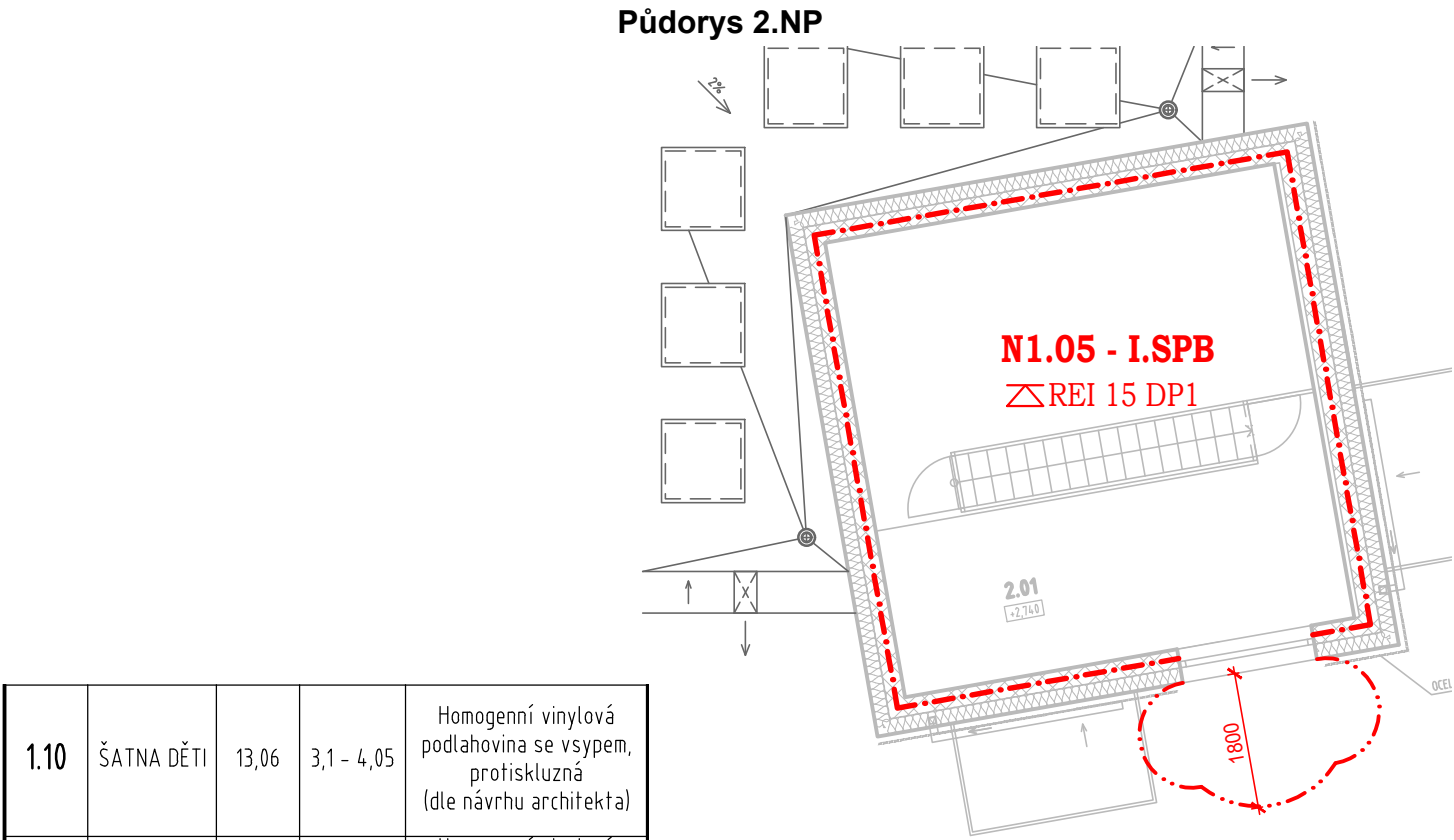 Půdorys 2.NP
2%
X
N1.05 - I.SPB
REI 15 DP1
2.01
+2,740
X
OCEL
1800
1.10 ŠATNA DĚTI 13,06 3,1 - 4,05 Homogenní vinylová
podlahovina se vsypem,
protiskluzná
(dle návrhu architekta)